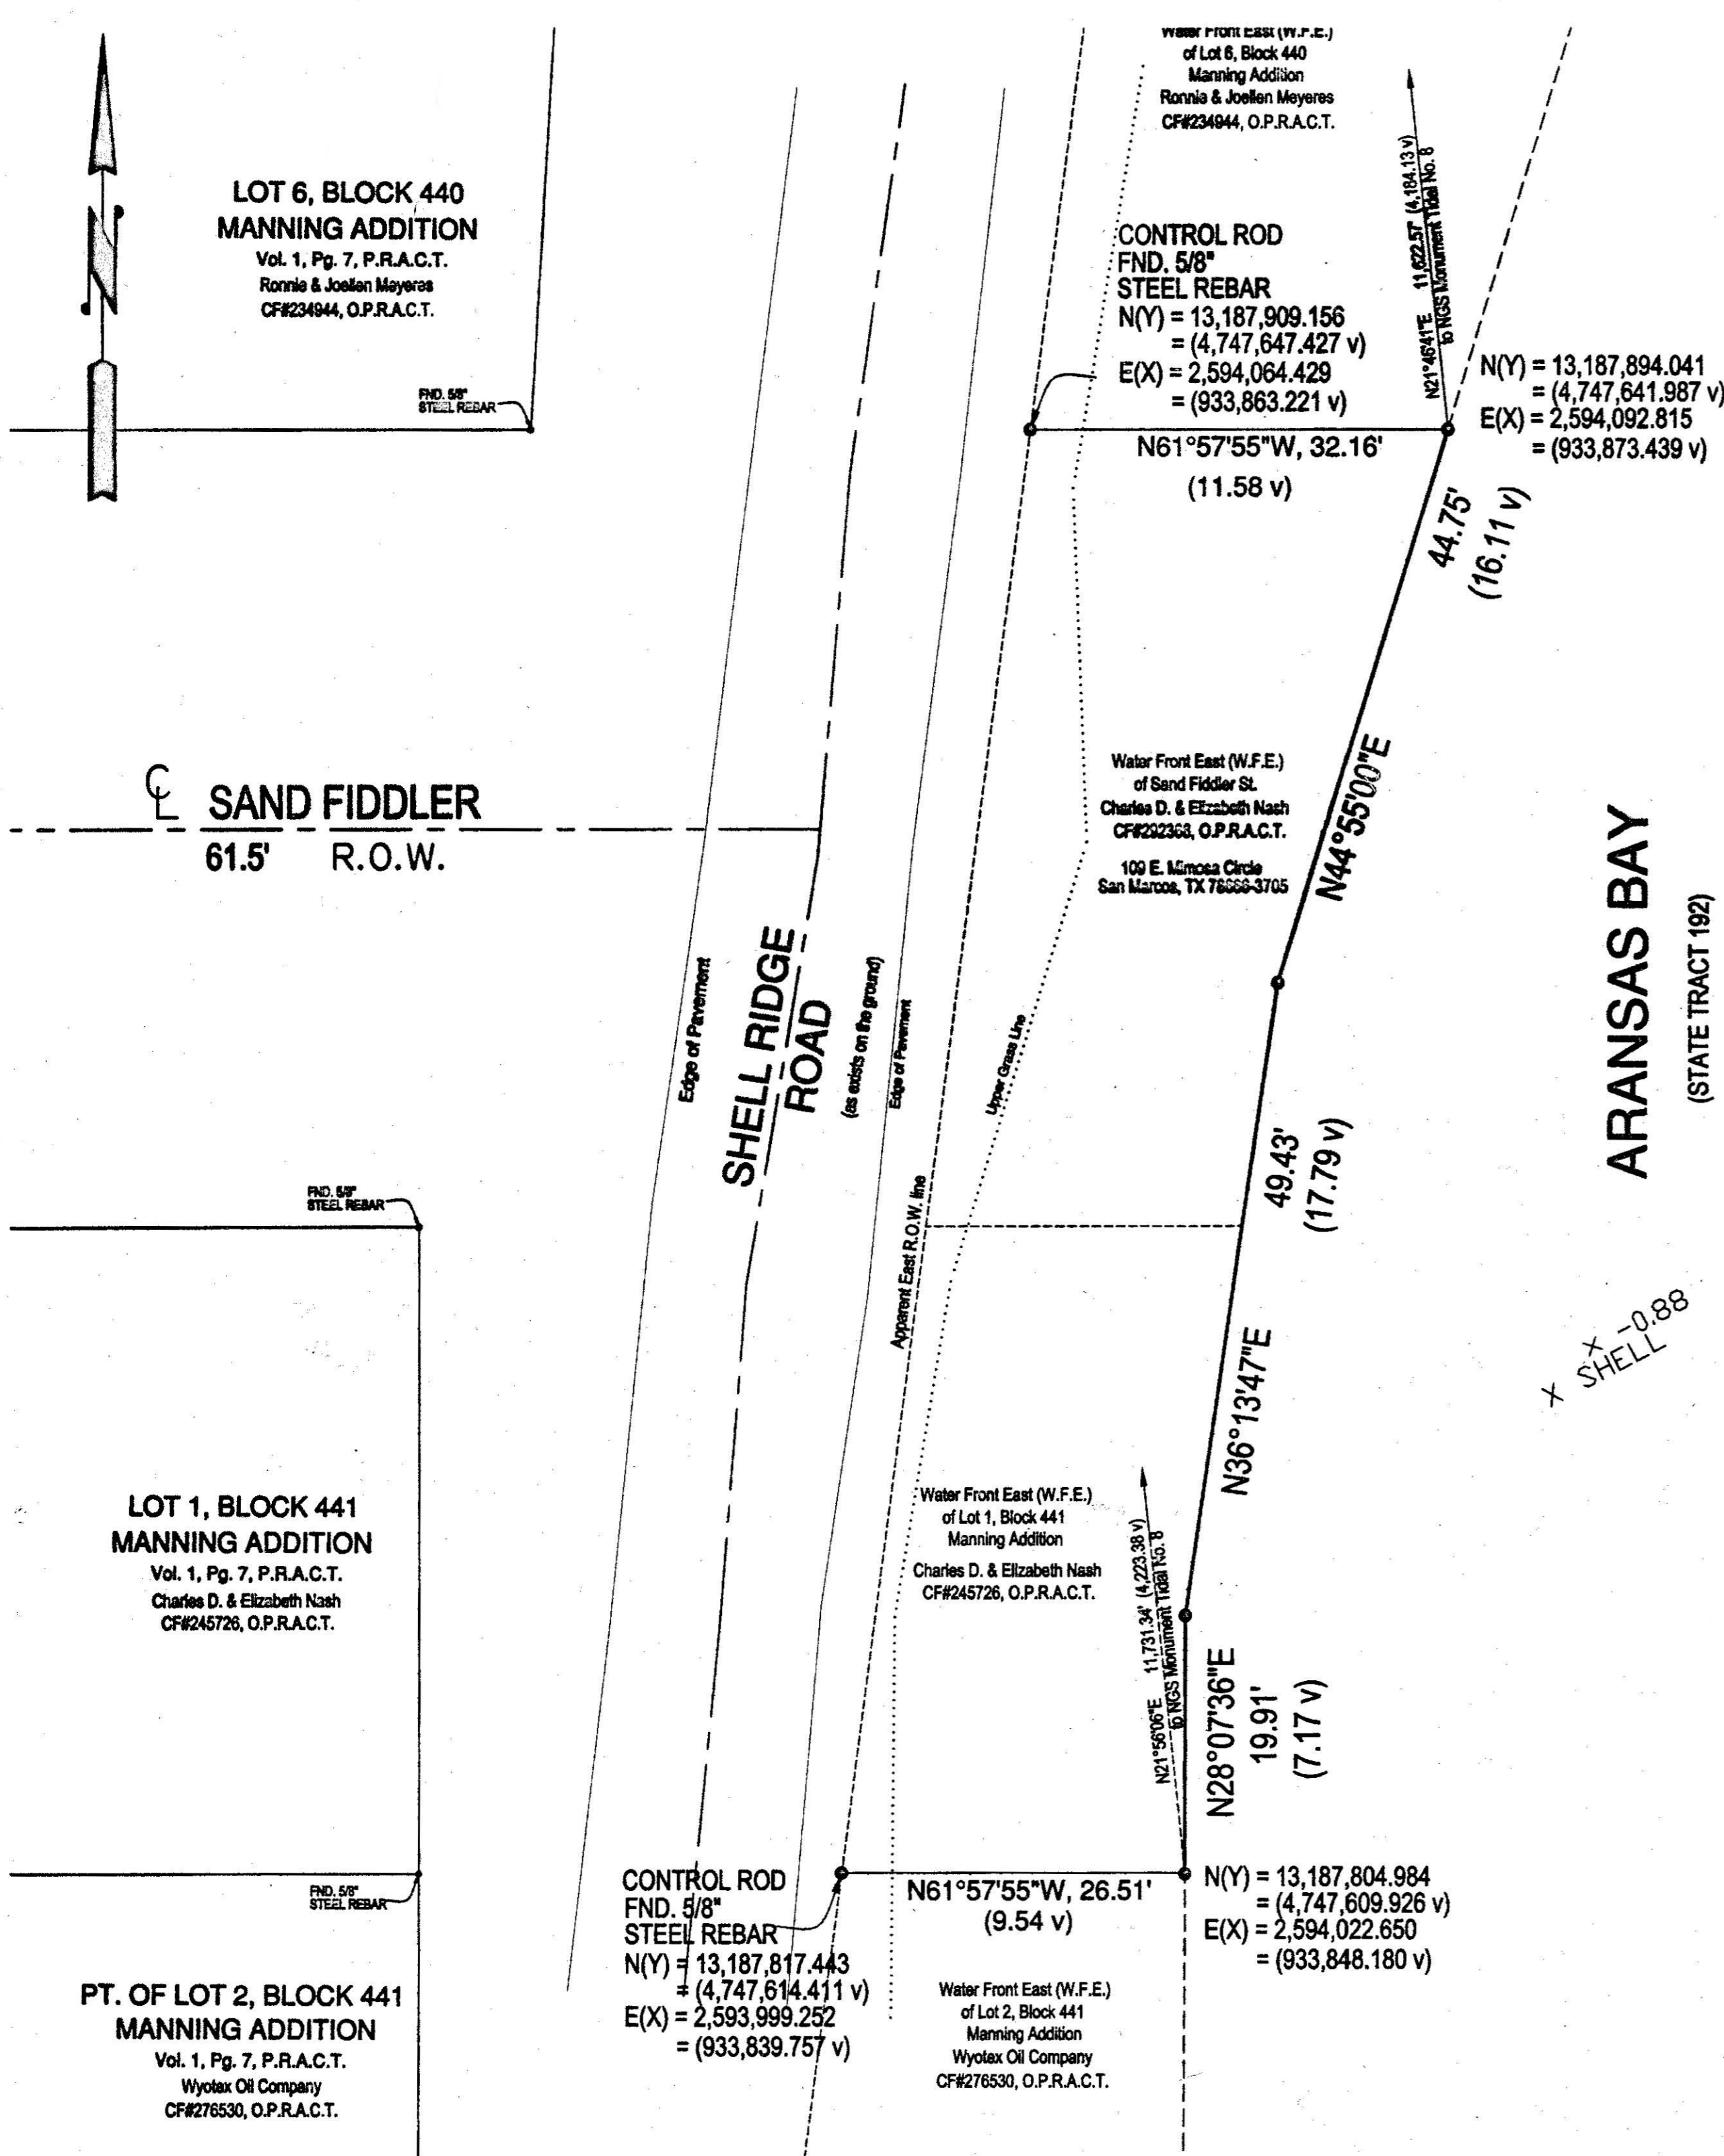 Water Front East (W.F.E.)
of Lot 6, Block 440
Manning Addition
Ronnie & Joellen Meyeres
CF#234944, O.P.R.A.C.T.
N
LOT 6, BLOCK 440
MANNING ADDITION
Vol. 1, Pg. 7, P.R.A.C.T.
Ronnie & Joellen Meyeres
CF#234944, O.P.R.A.C.T.
FND. 5/8"
STEEL REBAR
CONTROL ROD
FND. 5/8"
STEEL REBAR
N(Y) = 13,187,909.156
= (4,747,647.427 v)
E(X) = 2,594,064.429
= (933,863.221 v)
N21°46'41"E 11,622.57' (4,184.13 v)
to NGS Monument Tidal No. 8
N(Y) = 13,187,894.041
= (4,747,641.987 v)
E(X) = 2,594,092.815
= (933,873.439 v)
N61°57'55"W, 32.16'
(11.58 v)
44.75'
(16.11 v)
N44°55'00"E
Water Front East (W.F.E.)
of Sand Fiddler St.
Charles D. & Elizabeth Nash
CF#292368, O.P.R.A.C.T.
109 E. Mimosa Circle
San Marcos, TX 78666-3705
℄ SAND FIDDLER
61.5' R.O.W.
ARANSAS BAY
(STATE TRACT 192)
Edge of Pavement
SHELL RIDGE
ROAD
(as exists on the ground)
Edge of Pavement
Upper Grass Line
Apparent East R.O.W. line
49.43'
(17.79 v)
N36°13'47"E
FND. 5/8"
STEEL REBAR
X -0.88
X SHELL
LOT 1, BLOCK 441
MANNING ADDITION
Vol. 1, Pg. 7, P.R.A.C.T.
Charles D. & Elizabeth Nash
CF#245726, O.P.R.A.C.T.
Water Front East (W.F.E.)
of Lot 1, Block 441
Manning Addition
Charles D. & Elizabeth Nash
CF#245726, O.P.R.A.C.T.
N21°56'06"E 11,731.34' (4,223.38 v)
to NGS Monument Tidal No. 8
N28°07'36"E
19.91'
(7.17 v)
FND. 5/8"
STEEL REBAR
CONTROL ROD
FND. 5/8"
STEEL REBAR
N(Y) = 13,187,817.443
= (4,747,614.411 v)
E(X) = 2,593,999.252
= (933,839.757 v)
N61°57'55"W, 26.51'
(9.54 v)
N(Y) = 13,187,804.984
= (4,747,609.926 v)
E(X) = 2,594,022.650
= (933,848.180 v)
PT. OF LOT 2, BLOCK 441
MANNING ADDITION
Vol. 1, Pg. 7, P.R.A.C.T.
Wyotex Oil Company
CF#276530, O.P.R.A.C.T.
Water Front East (W.F.E.)
of Lot 2, Block 441
Manning Addition
Wyotex Oil Company
CF#276530, O.P.R.A.C.T.